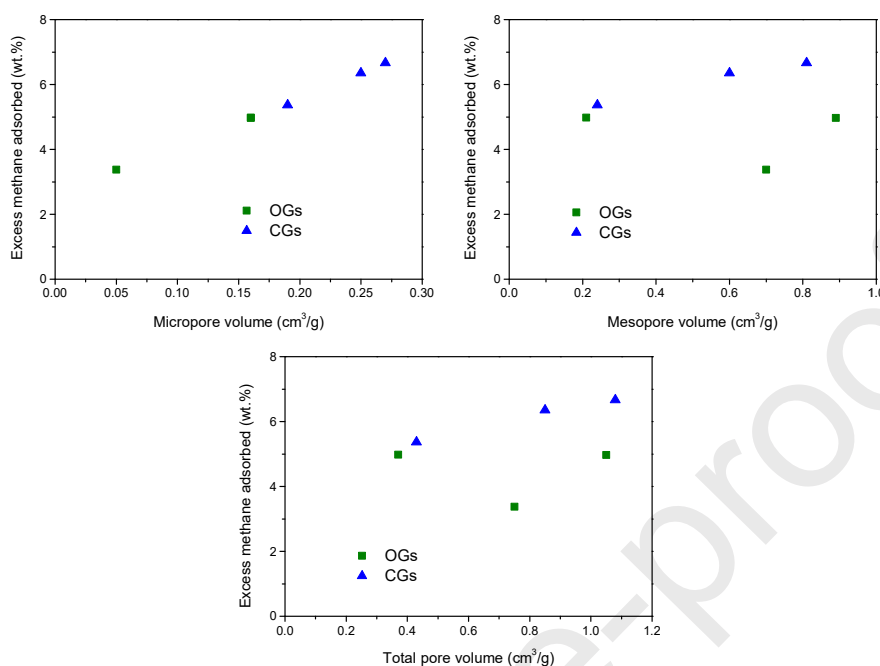 8
6
4
2
0
Excess methane adsorbed (wt.%)
OGs
CGs
0.00 0.05 0.10 0.15 0.20 0.25 0.30
Micropore volume (cm³/g)
8
6
4
2
0
Excess methane adsorbed (wt.%)
OGs
CGs
0.0 0.2 0.4 0.6 0.8 1.0
Mesopore volume (cm³/g)
8
6
4
2
0
Excess methane adsorbed (wt.%)
OGs
CGs
0.0 0.2 0.4 0.6 0.8 1.0 1.2
Total pore volume (cm³/g)
e-proo